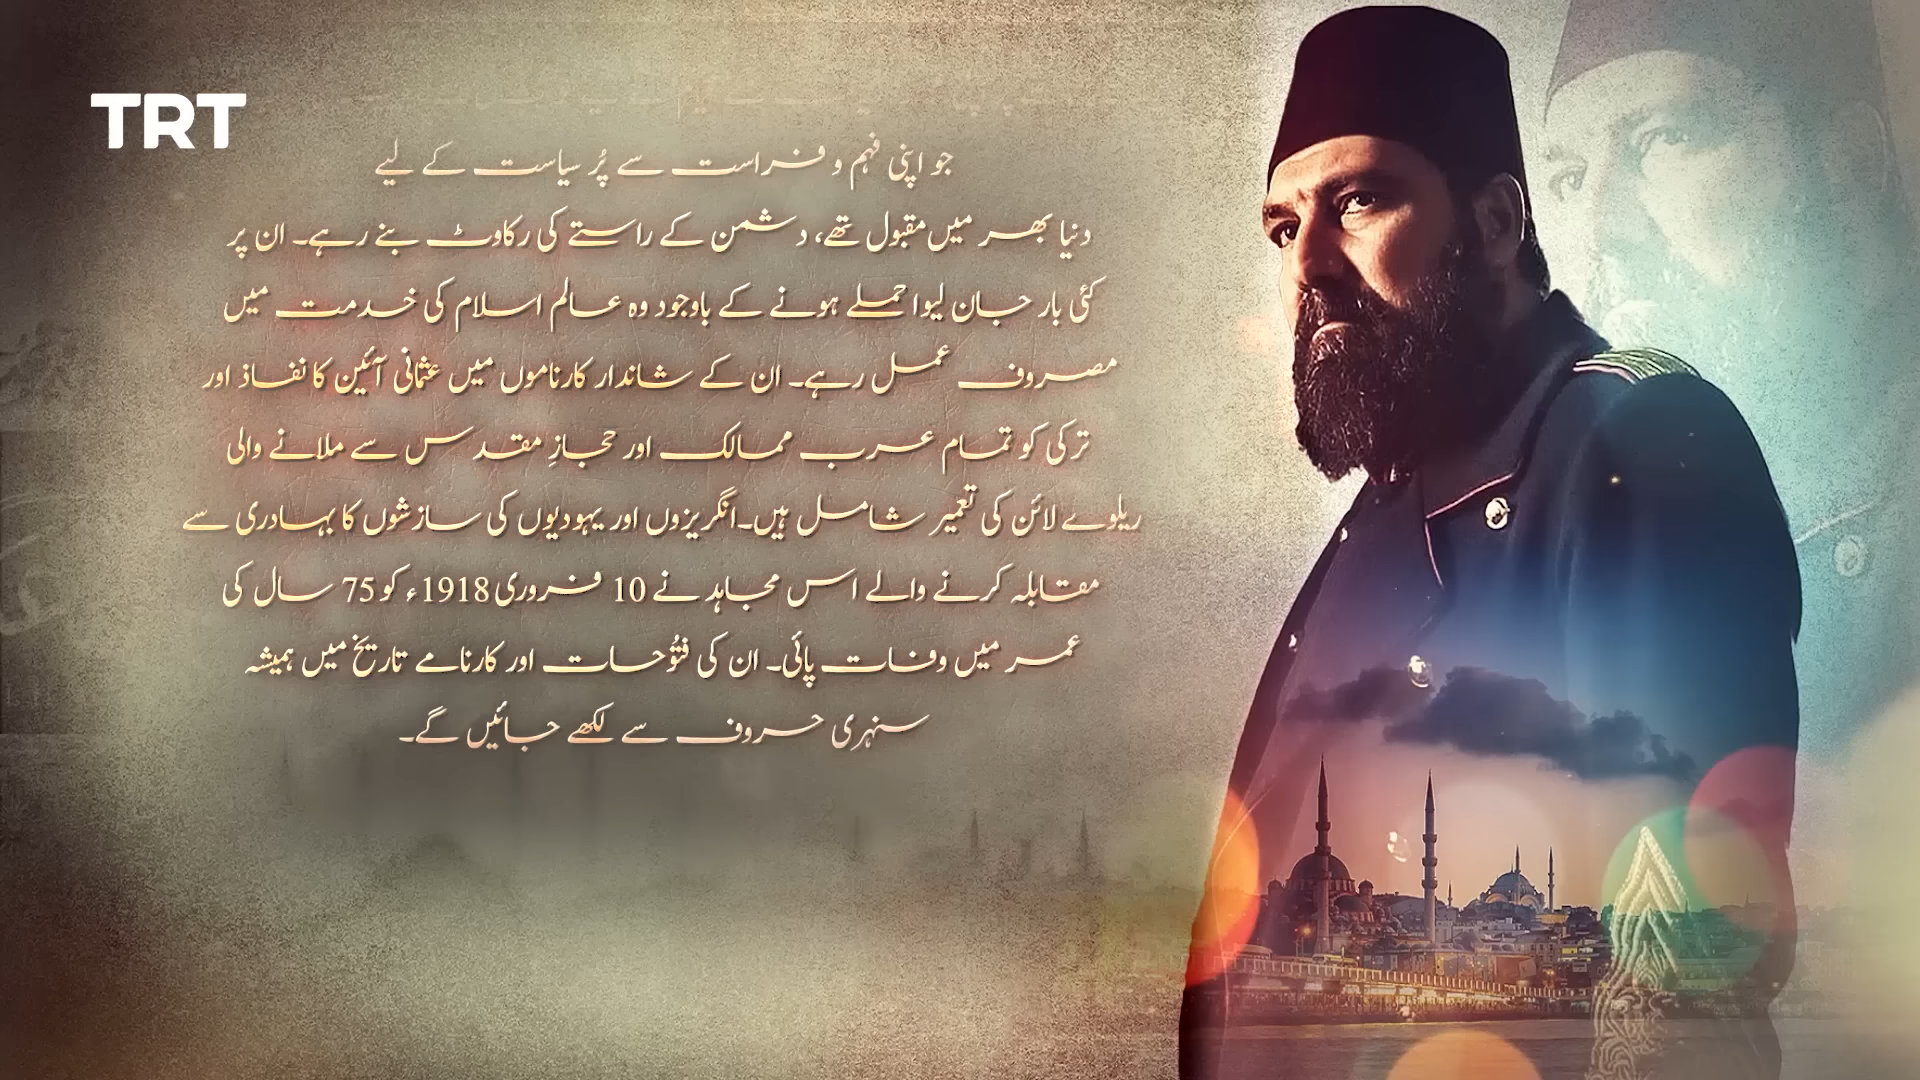 TRT
جو اپنی فہم و فراست سے پُر سیاست کے لیے
دنیا بھر میں مقبول تھے، دشمن کے راستے کی رکاوٹ بنے رہے۔ ان پر
کئی بار جان لیوا حملے ہونے کے باوجود وہ عالم اسلام کی خدمت میں
مصروف عمل رہے۔ ان کے شاندار کارناموں میں عثمانی آئین کا نفاذ اور
ترکی کو تمام عرب ممالک اور حجازِ مقدس سے ملانے والی
ریلوے لائن کی تعمیر شامل ہیں۔انگریزوں اور یہودیوں کی سازشوں کا بہادری سے
مقابلہ کرنے والے اس مجاہد نے 10 فروری 1918ء کو 75 سال کی
عمر میں وفات پائی۔ ان کی فتُوحات اور کارنامے تاریخ میں ہمیشہ
سنہری حروف سے لکھے جائیں گے۔